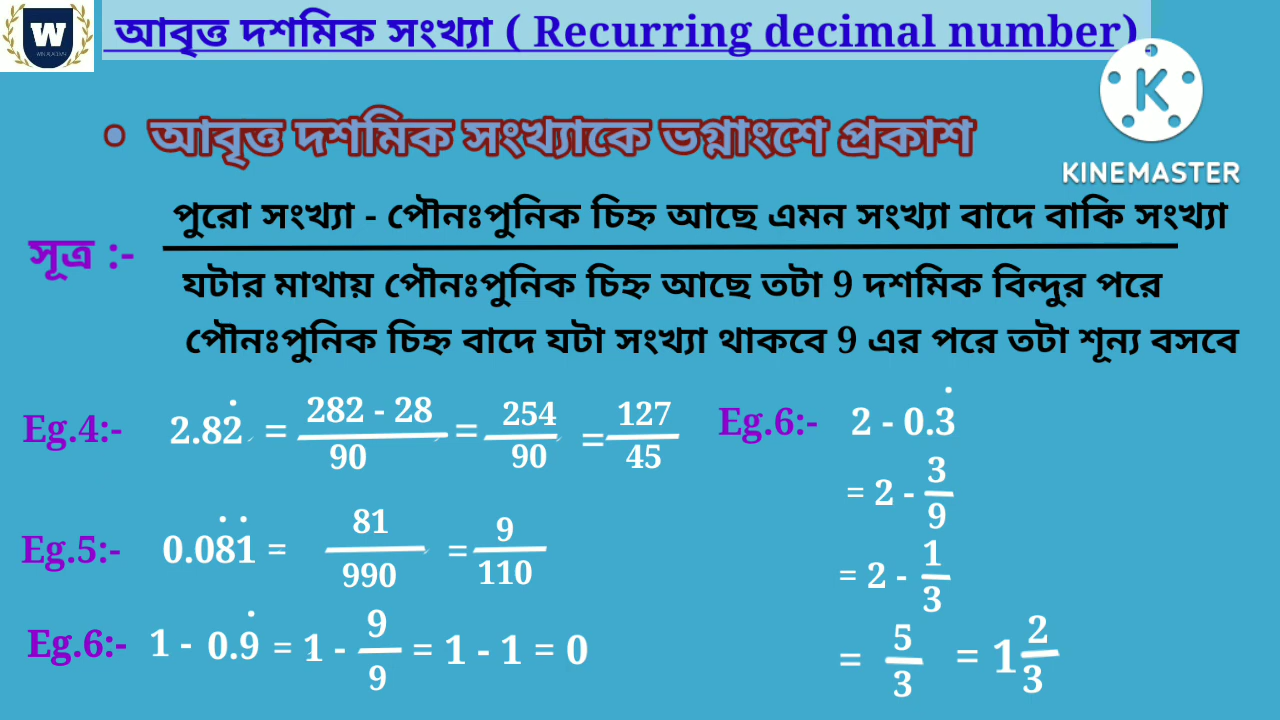 W
আবৃত্ত দশমিক সংখ্যা ( Recurring decimal number)
KINEMASTER
• আবৃত্ত দশমিক সংখ্যাকে ভগ্নাংশে প্রকাশ
সূত্র :-
পুরো সংখ্যা - পৌনঃপুনিক চিহ্ন আছে এমন সংখ্যা বাদে বাকি সংখ্যা
যটার মাথায় পৌনঃপুনিক চিহ্ন আছে তটা 9 দশমিক বিন্দুর পরে
পৌনঃপুনিক চিহ্ন বাদে যটা সংখ্যা থাকবে 9 এর পরে তটা শূন্য বসবে
Eg.4:- 2.82̇ = (282 - 28)/90 = 254/90 = 127/45
Eg.5:- 0.08̇1̇ = 81/990 = 9/110
Eg.6:- 1 - 0.9̇ = 1 - 9/9 = 1 - 1 = 0
Eg.6:- 2 - 0.3̇
= 2 - 3/9
= 2 - 1/3
= 5/3 = 1 2/3